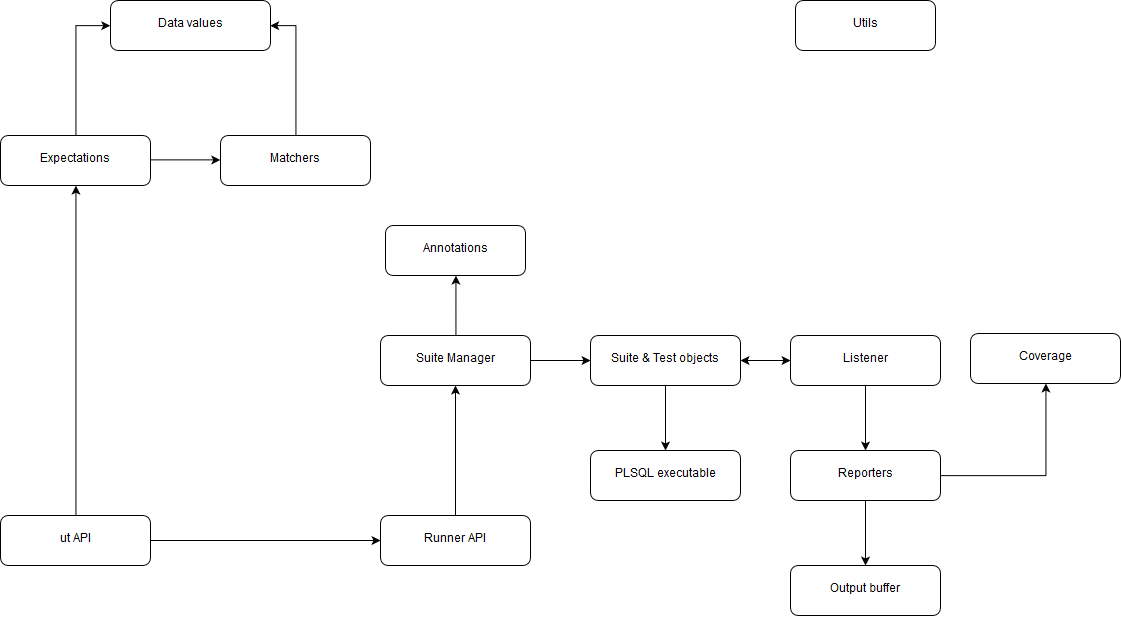 Data values
Utils
Expectations
Matchers
Annotations
Suite Manager
Suite & Test objects
Listener
Coverage
PLSQL executable
Reporters
ut API
Runner API
Output buffer